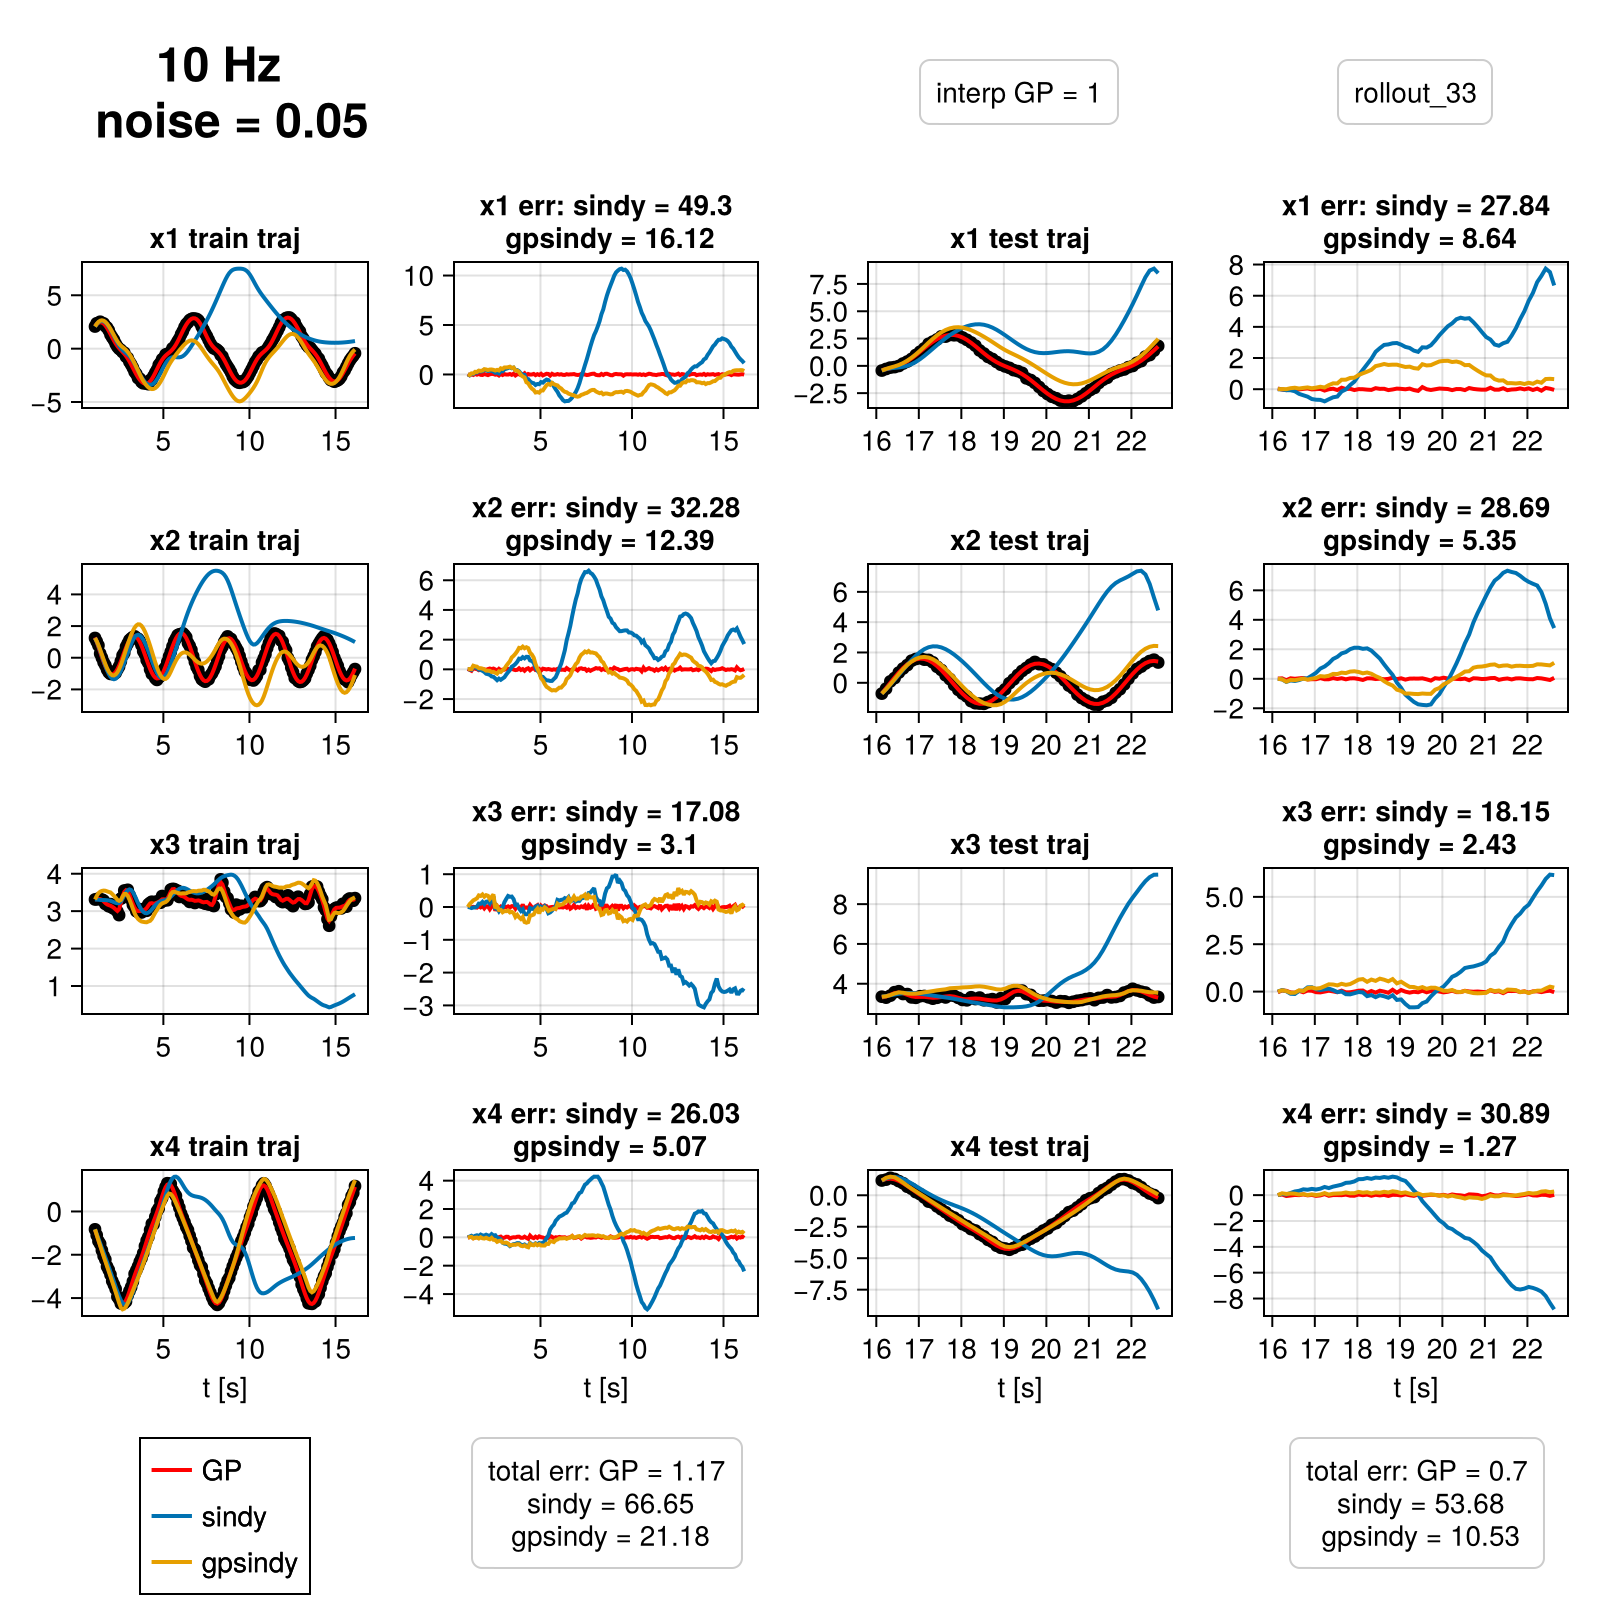 10 Hz
noise = 0.05
interp GP = 1
rollout_33
x1 train traj
5
0
−5
5
10
15
x1 err: sindy = 49.3
gpsindy = 16.12
10
5
0
5
10
15
x1 test traj
7.5
5.0
2.5
0.0
−2.5
16 17 18 19 20 21 22
x1 err: sindy = 27.84
gpsindy = 8.64
8
6
4
2
0
16 17 18 19 20 21 22
x2 train traj
4
2
0
−2
5
10
15
x2 err: sindy = 32.28
gpsindy = 12.39
6
4
2
0
−2
5
10
15
x2 test traj
6
4
2
0
16 17 18 19 20 21 22
x2 err: sindy = 28.69
gpsindy = 5.35
6
4
2
0
−2
16 17 18 19 20 21 22
x3 train traj
4
3
2
1
5
10
15
x3 err: sindy = 17.08
gpsindy = 3.1
1
0
−1
−2
−3
5
10
15
x3 test traj
8
6
4
16 17 18 19 20 21 22
x3 err: sindy = 18.15
gpsindy = 2.43
5.0
2.5
0.0
16 17 18 19 20 21 22
x4 train traj
0
−2
−4
5
10
15
t [s]
x4 err: sindy = 26.03
gpsindy = 5.07
4
2
0
−2
−4
5
10
15
t [s]
x4 test traj
0.0
−2.5
−5.0
−7.5
16 17 18 19 20 21 22
t [s]
x4 err: sindy = 30.89
gpsindy = 1.27
0
−2
−4
−6
−8
16 17 18 19 20 21 22
t [s]
GP
sindy
gpsindy
total err: GP = 1.17
sindy = 66.65
gpsindy = 21.18
total err: GP = 0.7
sindy = 53.68
gpsindy = 10.53